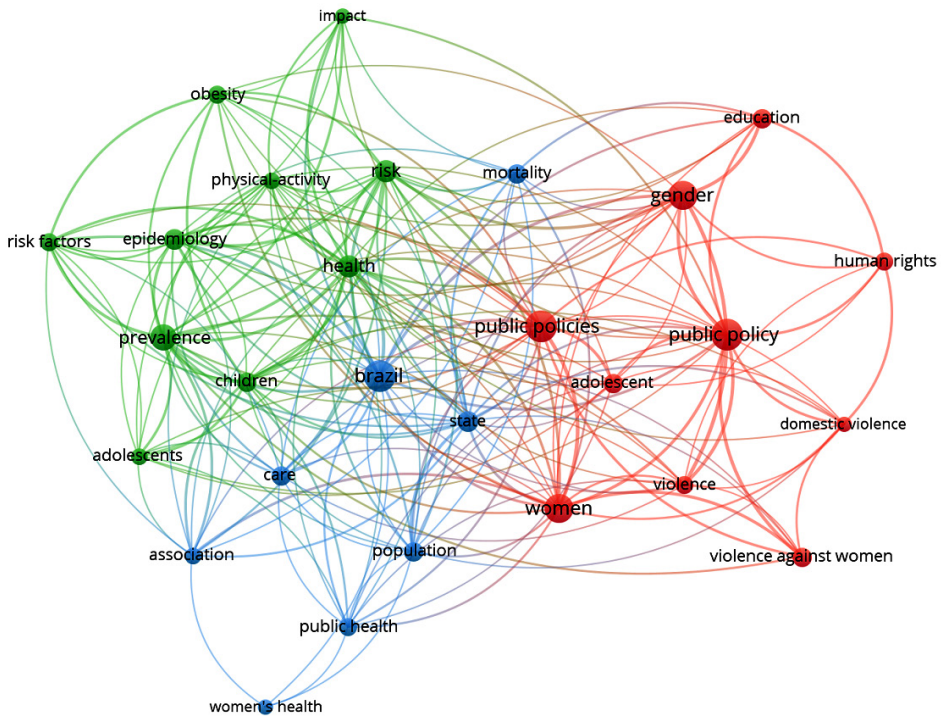 impact
obesity
education
physical-activity
risk
mortality
gender
risk factors
epidemiology
health
human rights
prevalence
public policies
public policy
children
brazil
adolescent
state
domestic violence
adolescents
care
violence
women
association
population
violence against women
public health
women's health